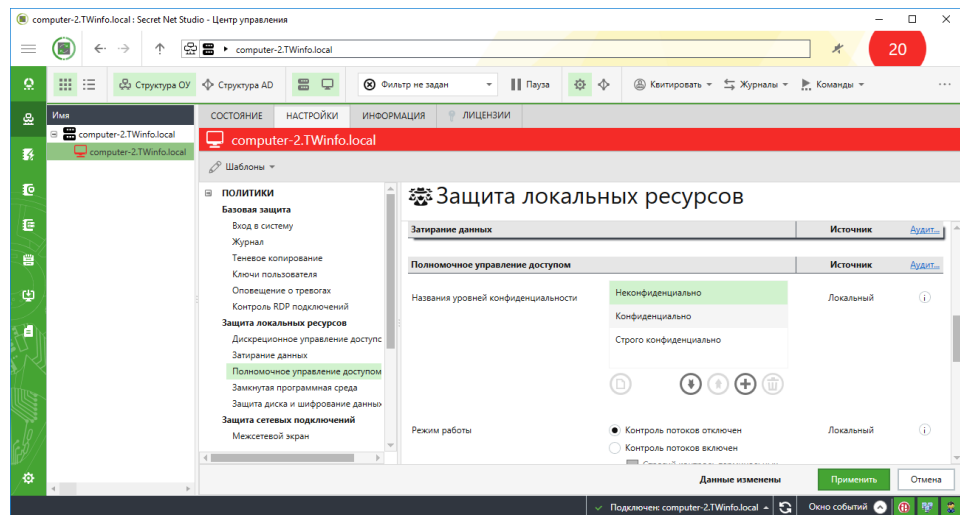 computer-2.TWinfo.local : Secret Net Studio - Центр управления
computer-2.TWinfo.local
20
Структура ОУ
Структура AD
Фильтр не задан
Пауза
Квитировать
Журналы
Команды
Имя
computer-2.TWinfo.local
computer-2.TWinfo.local
СОСТОЯНИЕ НАСТРОЙКИ ИНФОРМАЦИЯ ЛИЦЕНЗИИ
computer-2.TWinfo.local
Шаблоны
ПОЛИТИКИ
Базовая защита
Вход в систему
Журнал
Теневое копирование
Ключи пользователя
Оповещение о тревогах
Контроль RDP подключений
Защита локальных ресурсов
Дискреционное управление доступс
Затирание данных
Полномочное управление доступом
Замкнутая программная среда
Защита диска и шифрование данных
Защита сетевых подключений
Межсетевой экран
Защита локальных ресурсов
Затирание данных Источник Аудит...
Полномочное управление доступом Источник Аудит...
Названия уровней конфиденциальности
Неконфиденциально
Конфиденциально
Строго конфиденциально
Локальный
Режим работы
Контроль потоков отключен
Контроль потоков включен
Локальный
Данные изменены
Применить
Отмена
Подключен: computer-2.TWinfo.local
Окно событий